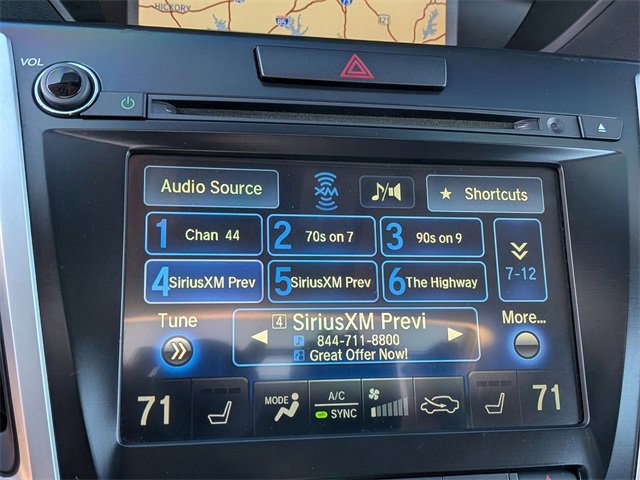 HICKORY
VOL
Audio Source
XM
★ Shortcuts
1 Chan 44
2 70s on 7
3 90s on 9
7-12
4 SiriusXM Prev
5 SiriusXM Prev
6 The Highway
Tune
4 SiriusXM Previ
844-711-8800
Great Offer Now!
More...
71
MODE
A/C
SYNC
71